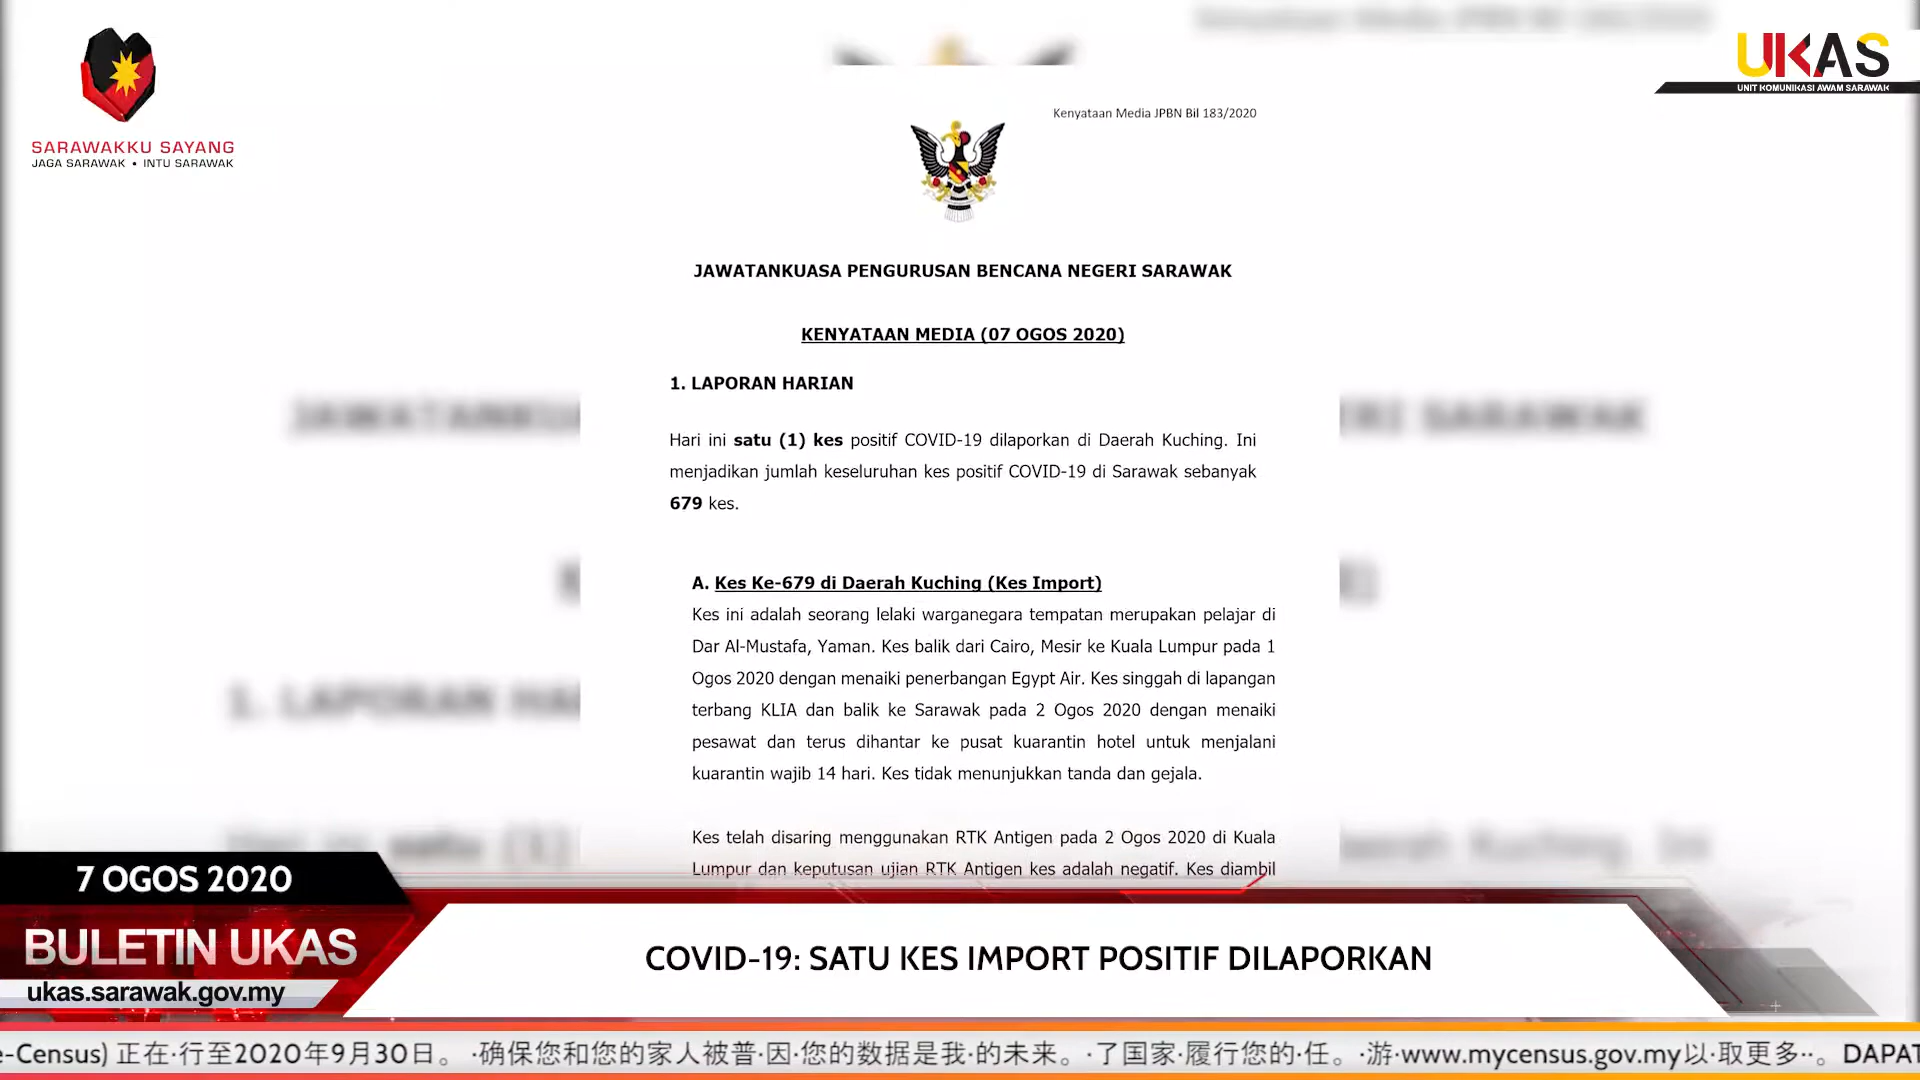 SARAWAKKU SAYANG
JAGA SARAWAK • INTU SARAWAK
UKAS
UNIT KOMUNIKASI AWAM SARAWAK
Kenyataan Media JPBN Bil 183/2020
JAWATANKUASA PENGURUSAN BENCANA NEGERI SARAWAK
KENYATAAN MEDIA (07 OGOS 2020)
1. LAPORAN HARIAN
Hari ini satu (1) kes positif COVID-19 dilaporkan di Daerah Kuching. Ini
menjadikan jumlah keseluruhan kes positif COVID-19 di Sarawak sebanyak
679 kes.
A. Kes Ke-679 di Daerah Kuching (Kes Import)
Kes ini adalah seorang lelaki warganegara tempatan merupakan pelajar di
Dar Al-Mustafa, Yaman. Kes balik dari Cairo, Mesir ke Kuala Lumpur pada 1
Ogos 2020 dengan menaiki penerbangan Egypt Air. Kes singgah di lapangan
terbang KLIA dan balik ke Sarawak pada 2 Ogos 2020 dengan menaiki
pesawat dan terus dihantar ke pusat kuarantin hotel untuk menjalani
kuarantin wajib 14 hari. Kes tidak menunjukkan tanda dan gejala.
Kes telah disaring menggunakan RTK Antigen pada 2 Ogos 2020 di Kuala
Lumpur dan keputusan ujian RTK Antigen kes adalah negatif. Kes diambil
7 OGOS 2020
BULETIN UKAS
ukas.sarawak.gov.my
COVID-19: SATU KES IMPORT POSITIF DILAPORKAN
e-Census) 正在·行至2020年9月30日。 ·确保您和您的家人被普·因·您的数据是我·的未来。·了国家·履行您的·任。·游·www.mycensus.gov.my以·取更多··。 DAPAT